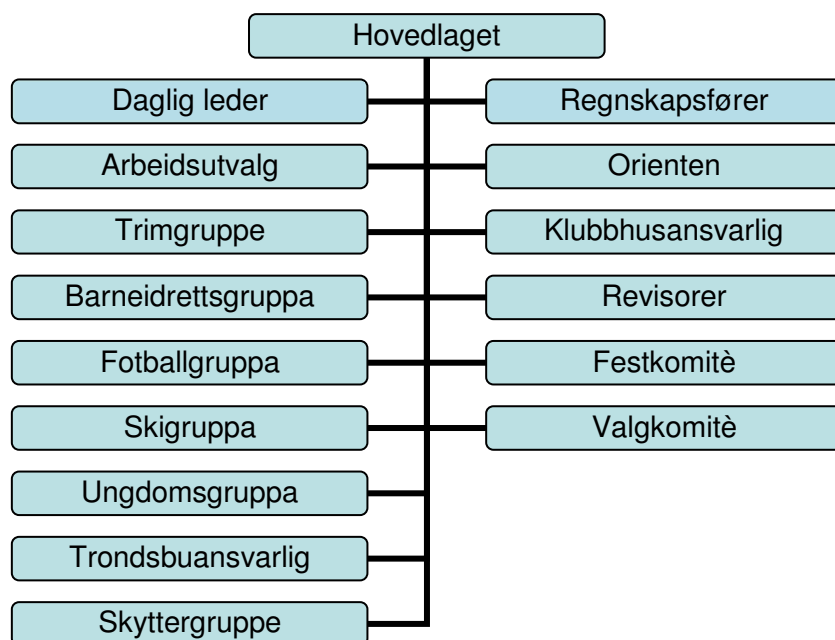 Hovedlaget
Daglig leder
Regnskapsfører
Arbeidsutvalg
Orienten
Trimgruppe
Klubbhusansvarlig
Barneidrettsgruppa
Revisorer
Fotballgruppa
Festkomitè
Skigruppa
Valgkomitè
Ungdomsgruppa
Trondsbuansvarlig
Skyttergruppe